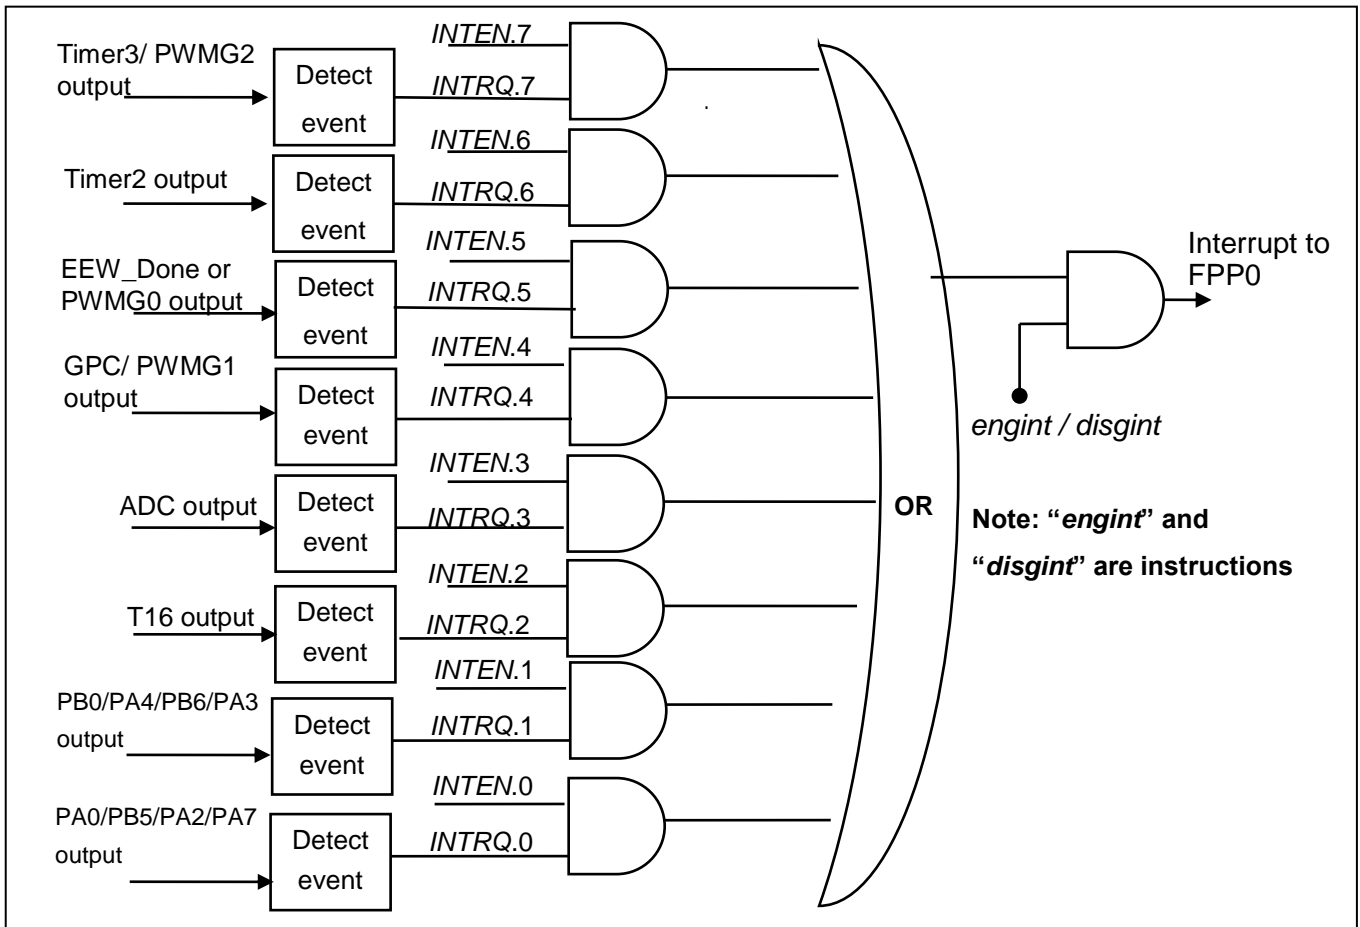 Timer3/ PWMG2
output
Detect
event
INTEN.7
INTRQ.7
Timer2 output
Detect
event
INTEN.6
INTRQ.6
EEW_Done or
PWMG0 output
Detect
event
INTEN.5
INTRQ.5
GPC/ PWMG1
output
Detect
event
INTEN.4
INTRQ.4
ADC output
Detect
event
INTEN.3
INTRQ.3
T16 output
Detect
event
INTEN.2
INTRQ.2
PB0/PA4/PB6/PA3
output
Detect
event
INTEN.1
INTRQ.1
PA0/PB5/PA2/PA7
output
Detect
event
INTEN.0
INTRQ.0
OR
Interrupt to
FPP0
engint / disgint
Note: “engint” and
“disgint” are instructions